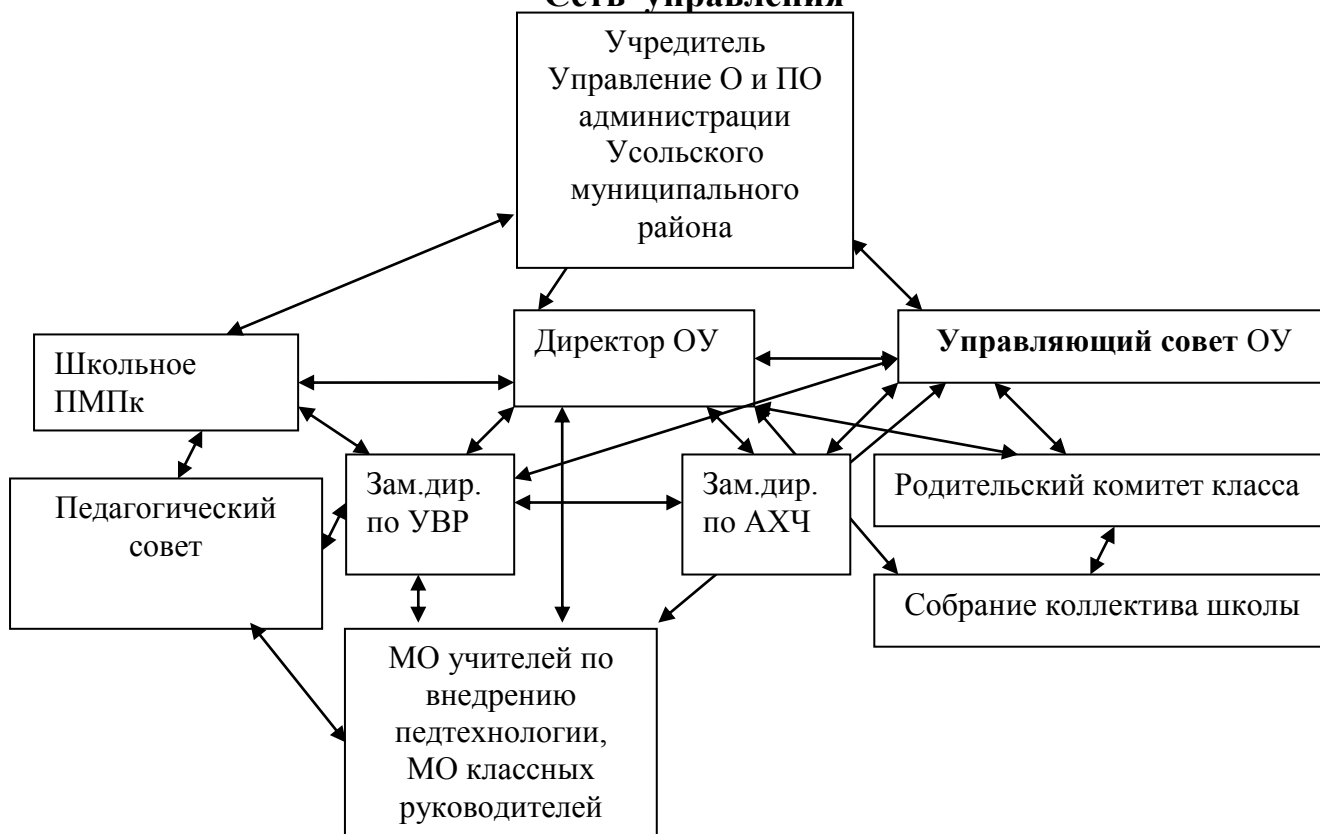 Сеть управления
Учредитель
Управление О и ПО
администрации
Усольского
муниципального
района
Директор ОУ
Управляющий совет ОУ
Школьное
ПМПк
Зам.дир.
по УВР
Зам.дир.
по АХЧ
Родительский комитет класса
Педагогический
совет
Собрание коллектива школы
МО учителей по
внедрению
педтехнологии,
МО классных
руководителей